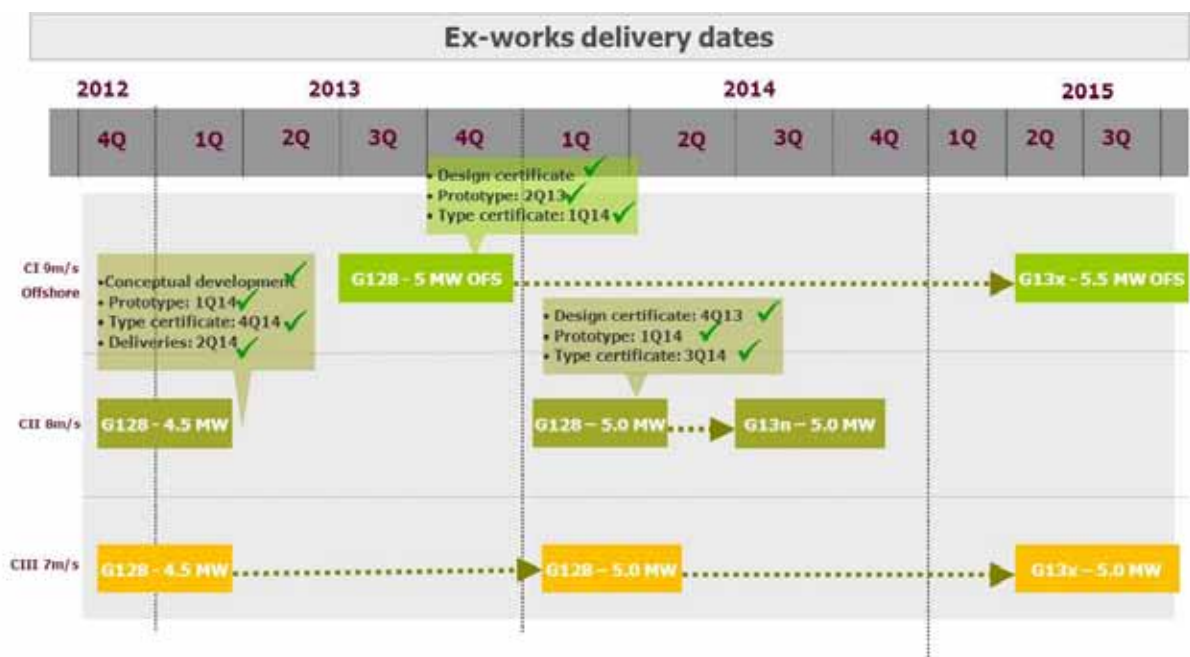 Ex-works delivery dates
2012 2013 2014 2015
4Q 1Q 2Q 3Q 4Q 1Q 2Q 3Q 4Q 1Q 2Q 3Q
• Design certificate
• Prototype: 2Q13
• Type certificate: 1Q14
CI 9m/s
Offshore
•Conceptual development
• Prototype: 1Q14
• Type certificate: 4Q14
• Deliveries: 2Q14
G128 - 5 MW OFS
G13x - 5.5 MW OFS
• Design certificate: 4Q13
• Prototype: 1Q14
• Type certificate: 3Q14
CII 8m/s
G128 - 4.5 MW
G128 – 5.0 MW
G13n – 5.0 MW
CIII 7m/s
G128 - 4.5 MW
G128 – 5.0 MW
G13x – 5.0 MW